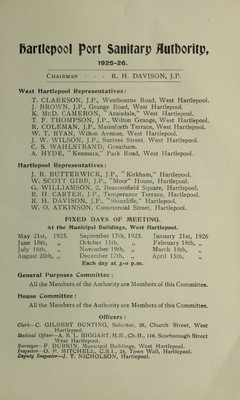 Hartlepool Port Sanitary Authority,
1925-26.
CHAIRMAN - - - R. H. DAVISON, J.P.
West Hartlepool Representatives:
T. CLARKSON, J.P., Westbourne Road, West Hartlepool.
J. BROWN, J.P., Grange Road, West Hartlepool.
K. McD. CAMERON, "Arnisdale," West Hartlepool.
E. T. THOMPSON, J.P., Wilton Grange, West Hartlepool.
R. COLEMAN, J.P., Mainsforth Terrace, West Hartlepool.
W. T. RYAN, Wilton Avenue, West Hartlepool.
J. W. WILSON, J.P., Surtees Street, West Hartlepool.
C. S. WAHLSTRAND, Greatham.
A. HYDE, Park Road, West Hartlepool.
Hartlepool Representatives:
J. R. BUTTERWICK, J.P., "Kirkham," Hartlepool.
W. SCOTT GIBB, J.P., "Moor" House, Hartlepool.
G. WILLIAMSON, 2, Beaconsfield Square, Hartlepool.
R. H. CARTER, J.P., Temperance Terrace, Hartlepool.
R. H. DAVISON, J.P., Hartlepool.
W. O. ATKINSON, Commercial Street, Hartlepool.
FIXED DAYS OF MEETING.
At the Municipal Buildings, West Hartlepool.
May 21st, 1925. September 17th, 1925. January 21st, 1926
June 18th, „ October 15th, „ February 18th, „
July 16th, „ November 19th, „ March 18th, „
August 20th, „ December 17th, „ April 15th, „
Each day at 3-0 p.m.
General Purposes Committee:
All the Members of the Authority are Members of this Committee.
House Committee:
All the Members of the Authority are Members of this Committee.
Officers:
Clerk—C. GILBERT BUNTING, Solicitor, 28, Church Street, West
Hartlepool.
Medical Officer—A. S. L. BIGGART, M.B., Ch.B., 116, Scarborough Street
West Hartlepool.
Surveyor—F. DURKIN, Municipal Buildings, West Hartlepool.
Inspector—O. P. MITCHELL, C.S.I., 24, Town Wall, Hartlepool.
Deputy Inspector—J. T. NICHOLSON, Hartlepool.